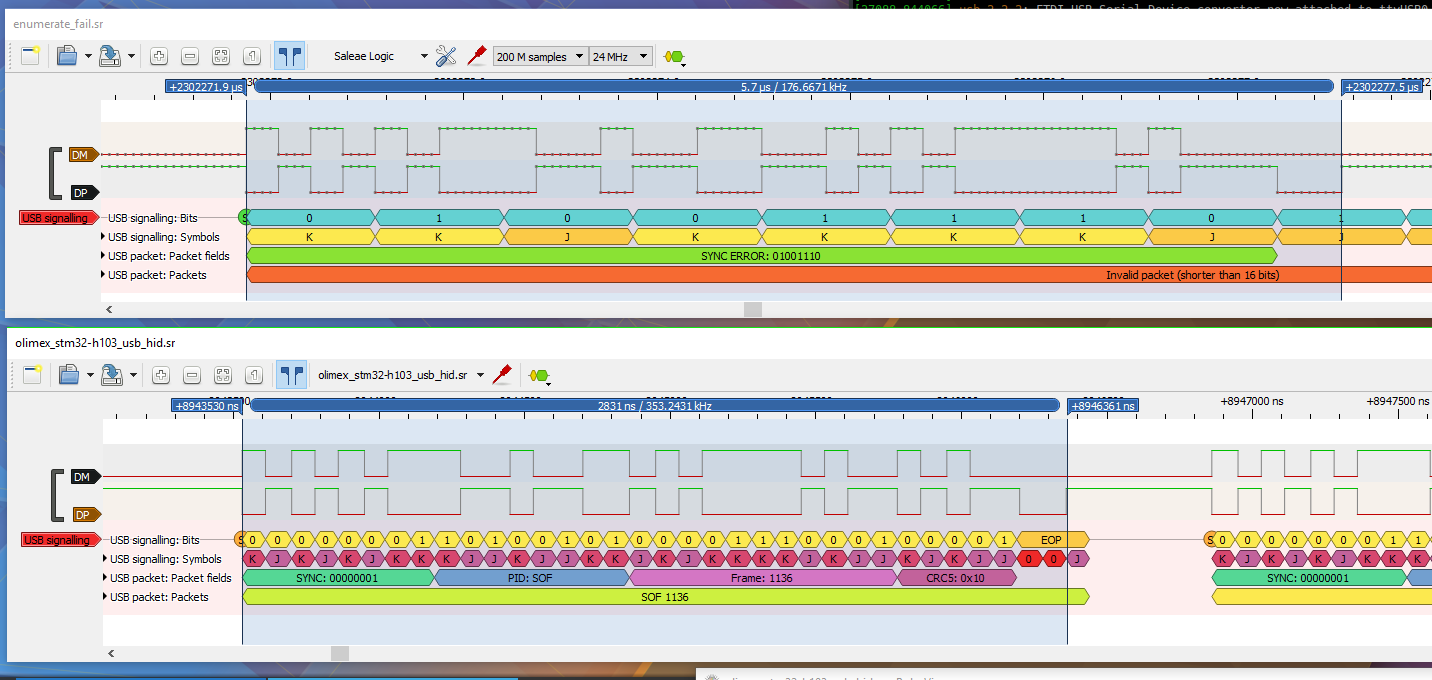 enumerate_fail.sr
Saleae Logic 200 M samples 24 MHz
+2302271.9 µs 5.7 µs / 176.6671 kHz +2302277.5 µs
DM
DP
USB signalling USB signalling: Bits S 0 1 0 0 1 1 1 0 1
USB signalling: Symbols K K J K K K K J J
USB packet: Packet fields SYNC ERROR: 01001110
USB packet: Packets Invalid packet (shorter than 16 bits)
olimex_stm32-h103_usb_hid.sr
olimex_stm32-h103_usb_hid.sr
+8943530 ns 2831 ns / 353.2431 kHz +8946361 ns 8947000 ns +8947500 ns
DM
DP
USB signalling USB signalling: Bits S 0 0 0 0 0 0 0 1 1 0 1 0 0 1 0 1 0 0 0 0 1 1 1 0 0 0 1 0 0 0 0 1 EOP S 0 0 0 0 0 0 0 1 1
USB signalling: Symbols K J K J K J K K K J J K J J K K J K J K K K K J K J J K J K J J 0 0 J K J K J K J K K K
USB packet: Packet fields SYNC: 00000001 PID: SOF Frame: 1136 CRC5: 0x10 SYNC: 00000001
USB packet: Packets SOF 1136